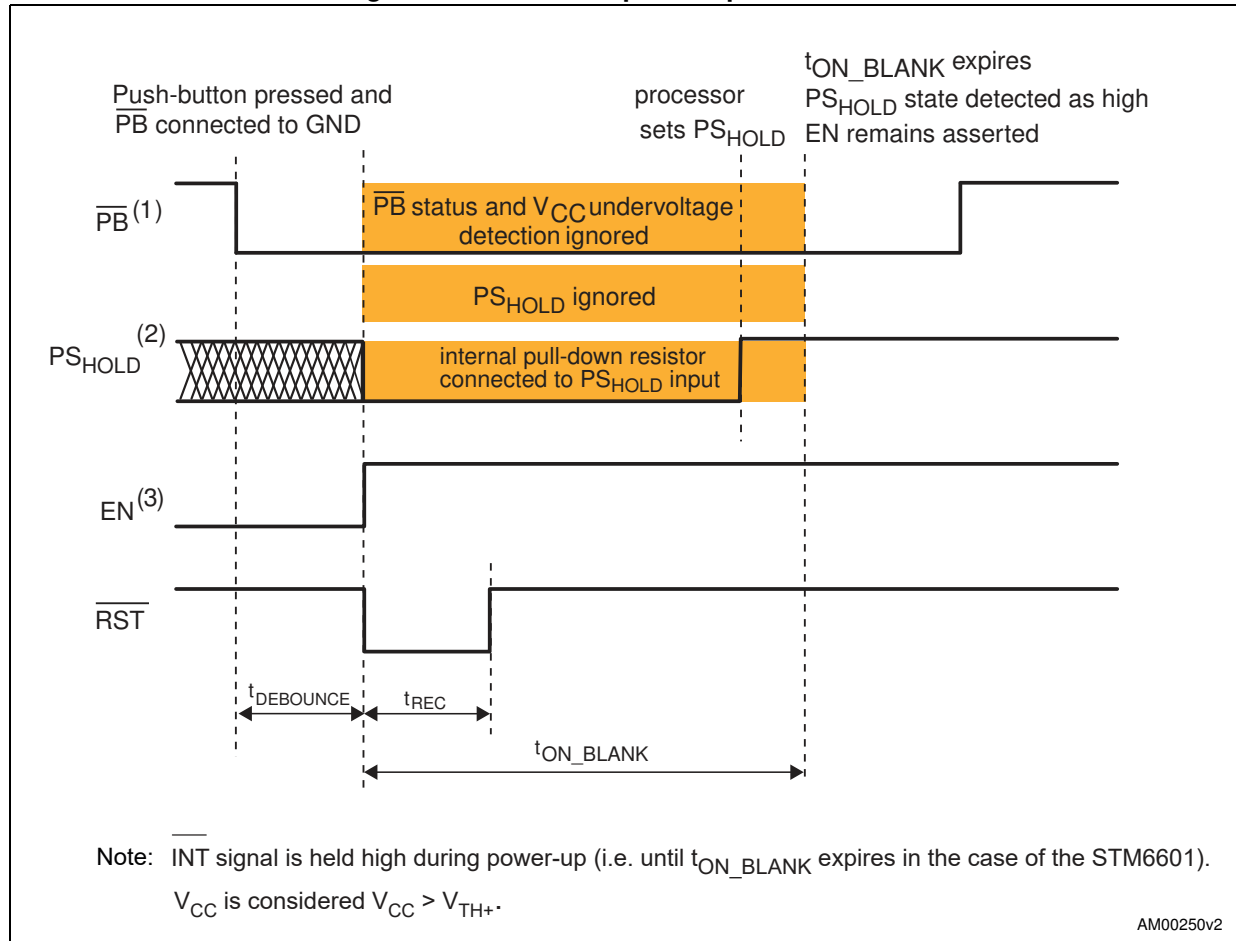 Push-button pressed and
PB connected to GND
processor
sets PSHOLD
tON_BLANK expires
PSHOLD state detected as high
EN remains asserted
PB(1)
PB status and VCC undervoltage
detection ignored
PSHOLD ignored
PSHOLD(2)
internal pull-down resistor
connected to PSHOLD input
EN(3)
RST
tDEBOUNCE
tREC
tON_BLANK
Note: INT signal is held high during power-up (i.e. until tON_BLANK expires in the case of the STM6601).
VCC is considered VCC > VTH+.
AM00250v2